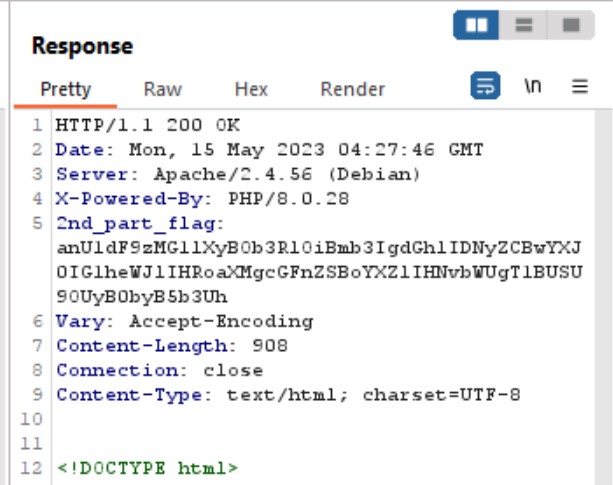 Response
Pretty Raw Hex Render \n
1 HTTP/1.1 200 OK
2 Date: Mon, 15 May 2023 04:27:46 GMT
3 Server: Apache/2.4.56 (Debian)
4 X-Powered-By: PHP/8.0.28
5 2nd_part_flag:
anU1dF9zMG1lXyBOb3RlOiBmb3IgdGhlIDNyZCBwYXJ
0IG1heWJlIHRoaXMgcGFnZSBoYXZlIHNvbWUgT1BUSU
9OUyB0byB5b3Uh
6 Vary: Accept-Encoding
7 Content-Length: 908
8 Connection: close
9 Content-Type: text/html; charset=UTF-8
10
11
12 <!DOCTYPE html>